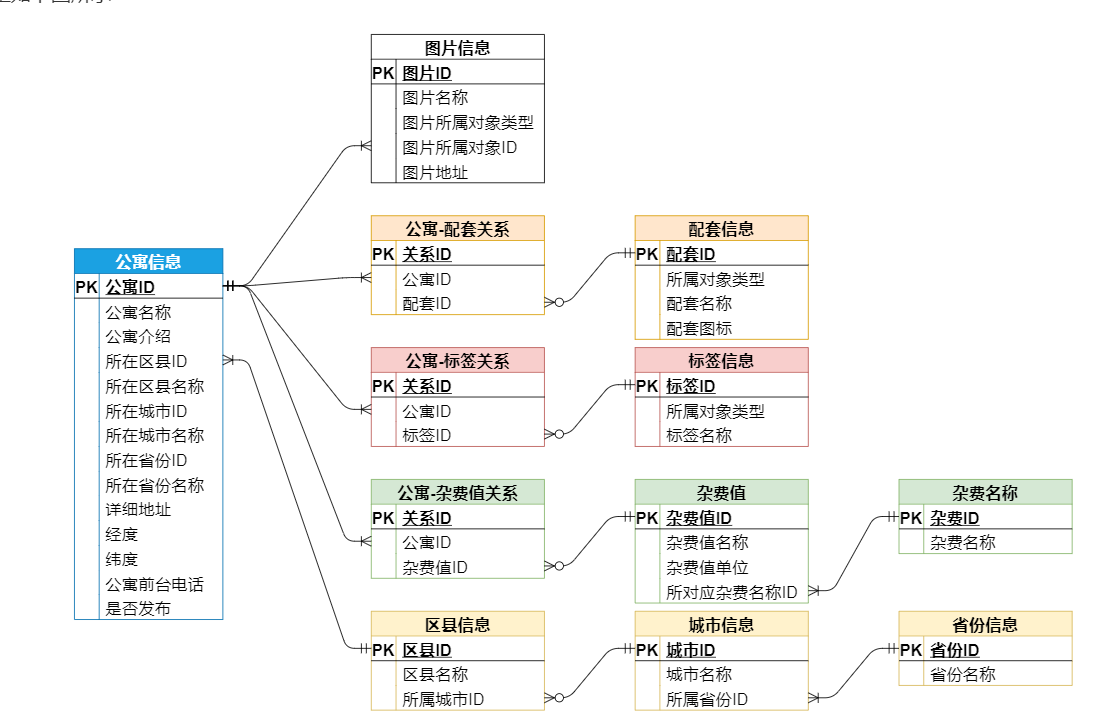 图片信息
PK 图片ID
图片名称
图片所属对象类型
图片所属对象ID
图片地址
公寓信息
PK 公寓ID
公寓名称
公寓介绍
所在区县ID
所在区县名称
所在城市ID
所在城市名称
所在省份ID
所在省份名称
详细地址
经度
纬度
公寓前台电话
是否发布
公寓-配套关系
PK 关系ID
公寓ID
配套ID
配套信息
PK 配套ID
所属对象类型
配套名称
配套图标
公寓-标签关系
PK 关系ID
公寓ID
标签ID
标签信息
PK 标签ID
所属对象类型
标签名称
公寓-杂费值关系
PK 关系ID
公寓ID
杂费值ID
杂费值
PK 杂费值ID
杂费值名称
杂费值单位
所对应杂费名称ID
杂费名称
PK 杂费ID
杂费名称
区县信息
PK 区县ID
区县名称
所属城市ID
城市信息
PK 城市ID
城市名称
所属省份ID
省份信息
PK 省份ID
省份名称